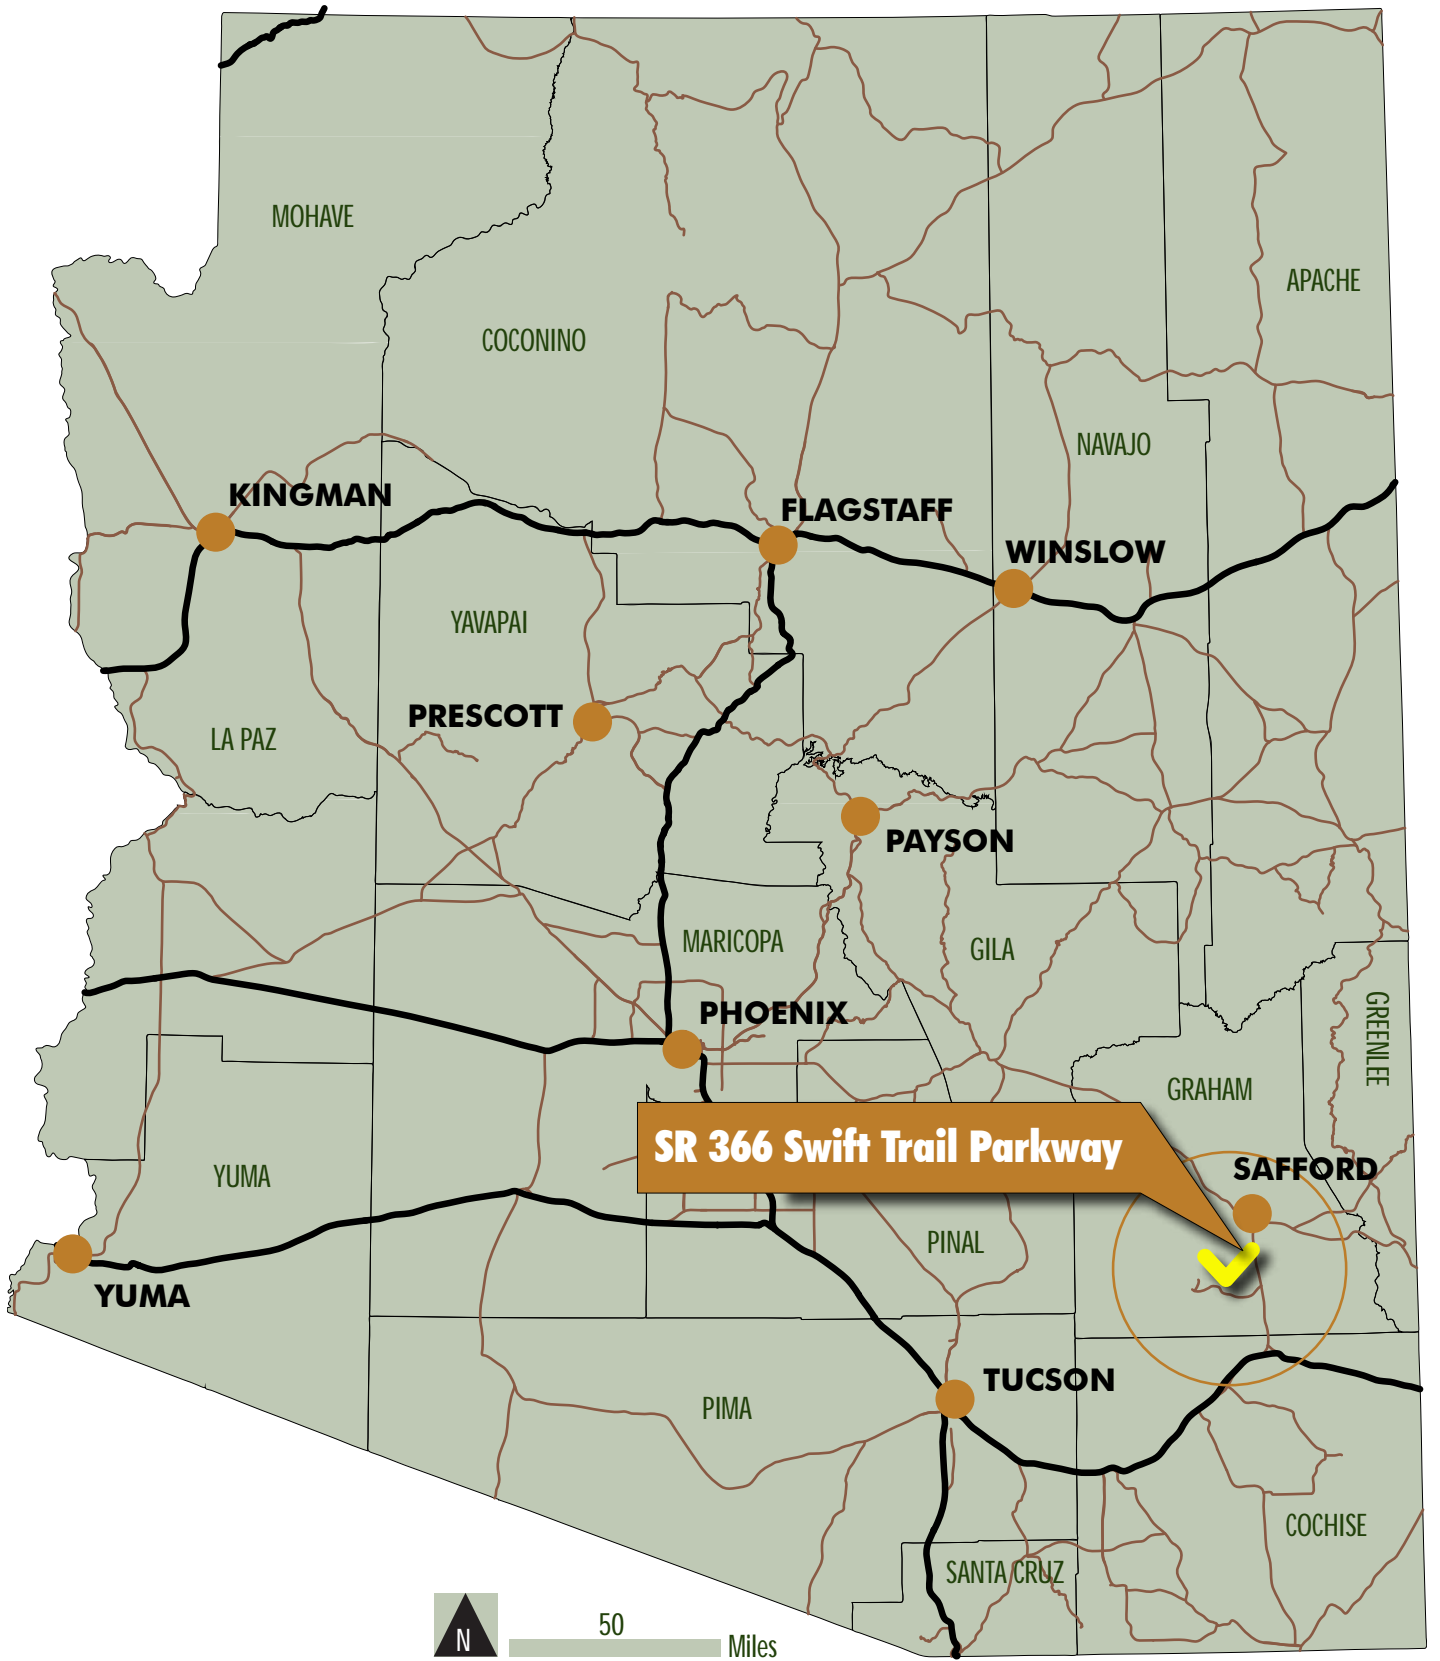 MOHAVE
APACHE
COCONINO
NAVAJO
KINGMAN
FLAGSTAFF
WINSLOW
YAVAPAI
PRESCOTT
LA PAZ
PAYSON
MARICOPA
GILA
PHOENIX
GREENLEE
GRAHAM
SR 366 Swift Trail Parkway
SAFFORD
YUMA
PINAL
YUMA
TUCSON
PIMA
COCHISE
SANTA CRUZ
N
50
Miles